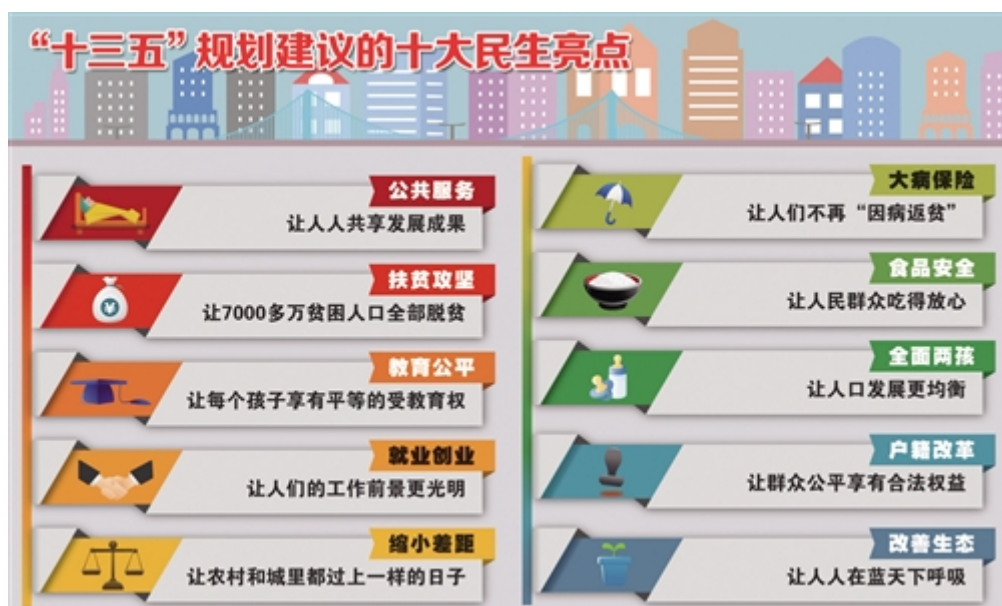 “十三五”规划建议的十大民生亮点
公共服务
让人人共享发展成果
扶贫攻坚
让7000多万贫困人口全部脱贫
教育公平
让每个孩子享有平等的受教育权
就业创业
让人们的工作前景更光明
缩小差距
让农村和城里都过上一样的日子
大病保险
让人们不再“因病返贫”
食品安全
让人民群众吃得放心
全面两孩
让人口发展更均衡
户籍改革
让群众公平享有合法权益
改善生态
让人人在蓝天下呼吸